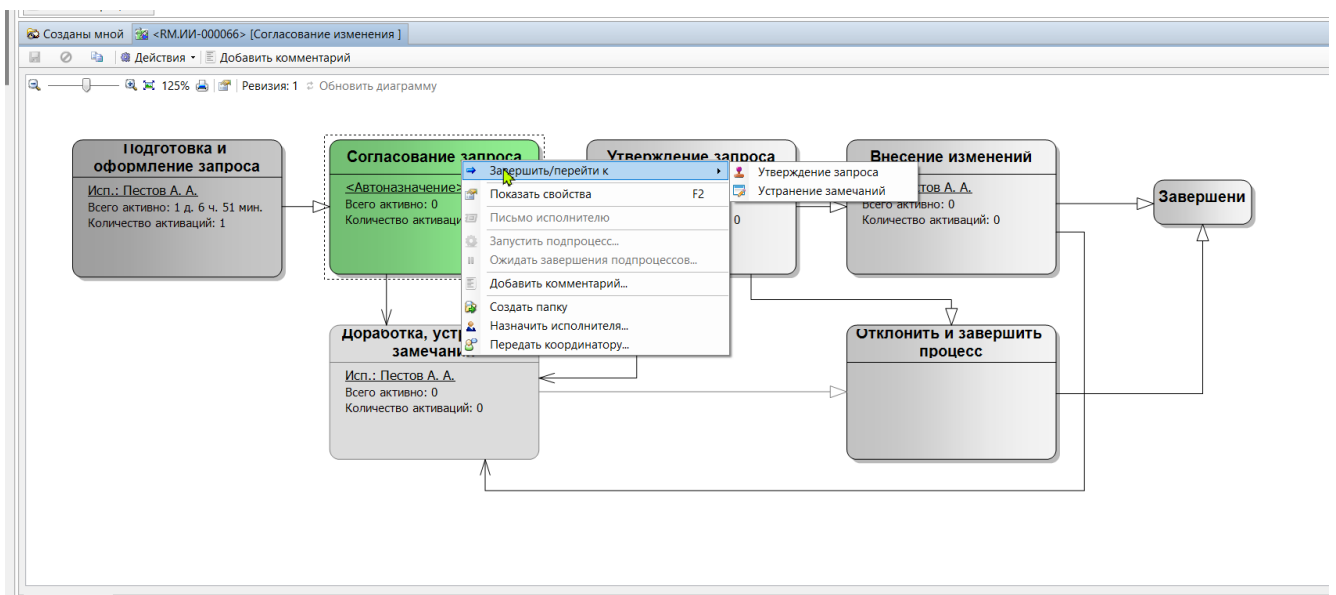 Созданы мной <RM.ИИ-000066> [Согласование изменения ]
Действия Добавить комментарий
125% Ревизия: 1 Обновить диаграмму
Подготовка и
оформление запроса
Исп.: Пестов А. А.
Всего активно: 1 д. 6 ч. 51 мин.
Количество активаций: 1
Согласование запроса
<Автоназначение>
Всего активно: 0
Количество активаци
Утверждение запроса
0
Внесение изменений
тов А. А.
Всего активно: 0
Количество активаций: 0
Завершени
Завершить/перейти к
Показать свойства F2
Письмо исполнителю
Запустить подпроцесс...
Ожидать завершения подпроцессов...
Добавить комментарий...
Создать папку
Назначить исполнителя...
Передать координатору...
Утверждение запроса
Устранение замечаний
Доработка, уст
замечани
Исп.: Пестов А. А.
Всего активно: 0
Количество активаций: 0
Отклонить и завершить
процесс